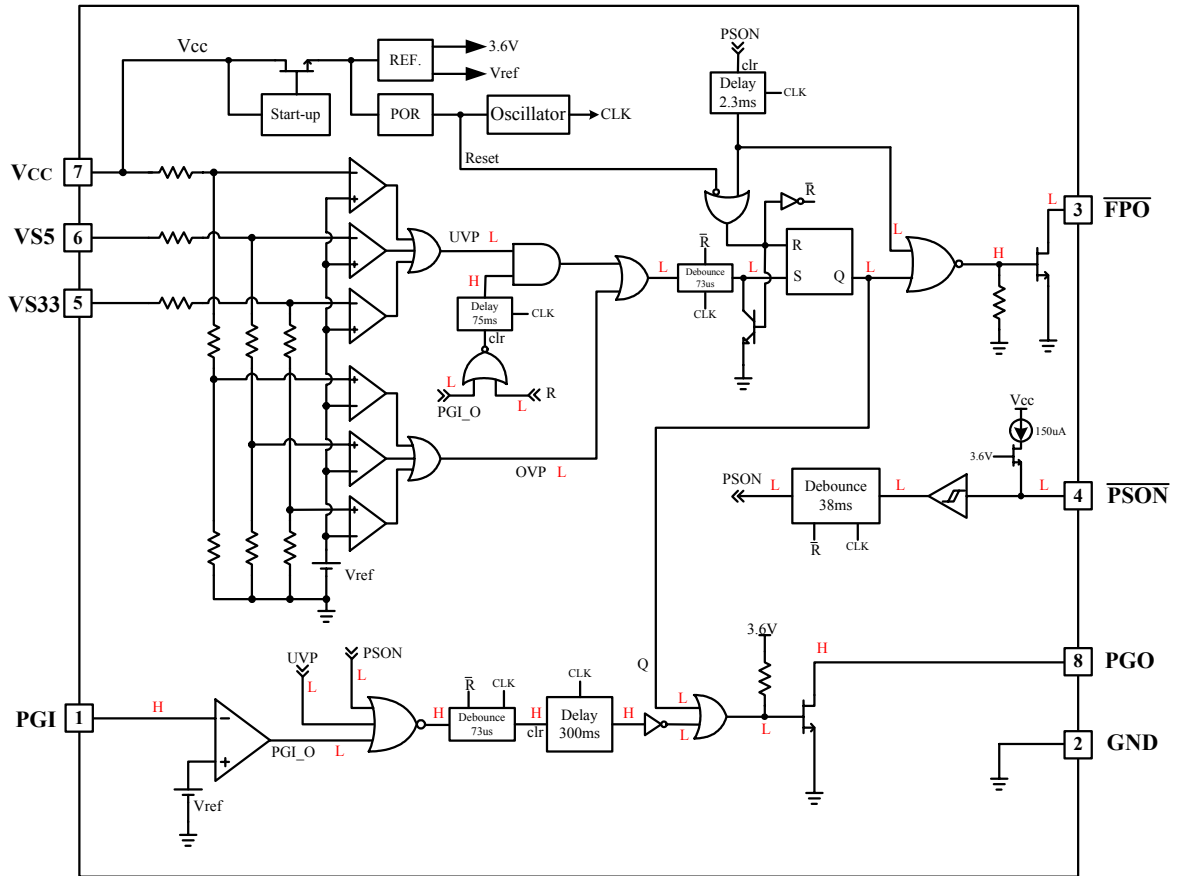 PSON
clr
Delay
2.3ms
CLK
Vcc
REF.
3.6V
Vref
Start-up
POR
Oscillator
CLK
Reset
VCC
7
VS5
6
VS33
5
UVP L
H
Delay
75ms
CLK
clr
L
PGI_O
L
R
OVP L
L
R
Debounce
73us
CLK
L
R
R
S
Q
L
L
H
L
3
FPO
Vcc
150uA
3.6V
PSON
L
Debounce
38ms
R
CLK
L
L
4
PSON
Vref
UVP
L
PSON
L
PGI
1
H
PGI_O
L
Vref
H
R
CLK
Debounce
73us
H
clr
CLK
Delay
300ms
H
Q
L
L
3.6V
L
H
8
PGO
2
GND